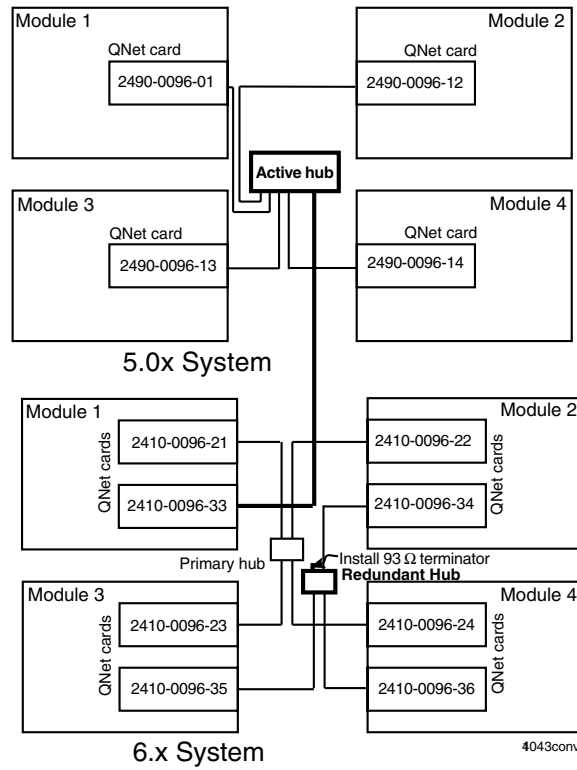 Module 1
QNet card
2490-0096-01
Module 2
QNet card
2490-0096-12
Active hub
Module 3
QNet card
2490-0096-13
Module 4
QNet card
2490-0096-14
5.0x System
Module 1
QNet cards
2410-0096-21
2410-0096-33
Module 2
QNet cards
2410-0096-22
2410-0096-34
Primary hub
Install 93 Ω terminator
Redundant Hub
Module 3
QNet cards
2410-0096-23
2410-0096-35
Module 4
QNet cards
2410-0096-24
2410-0096-36
6.x System
4043conv